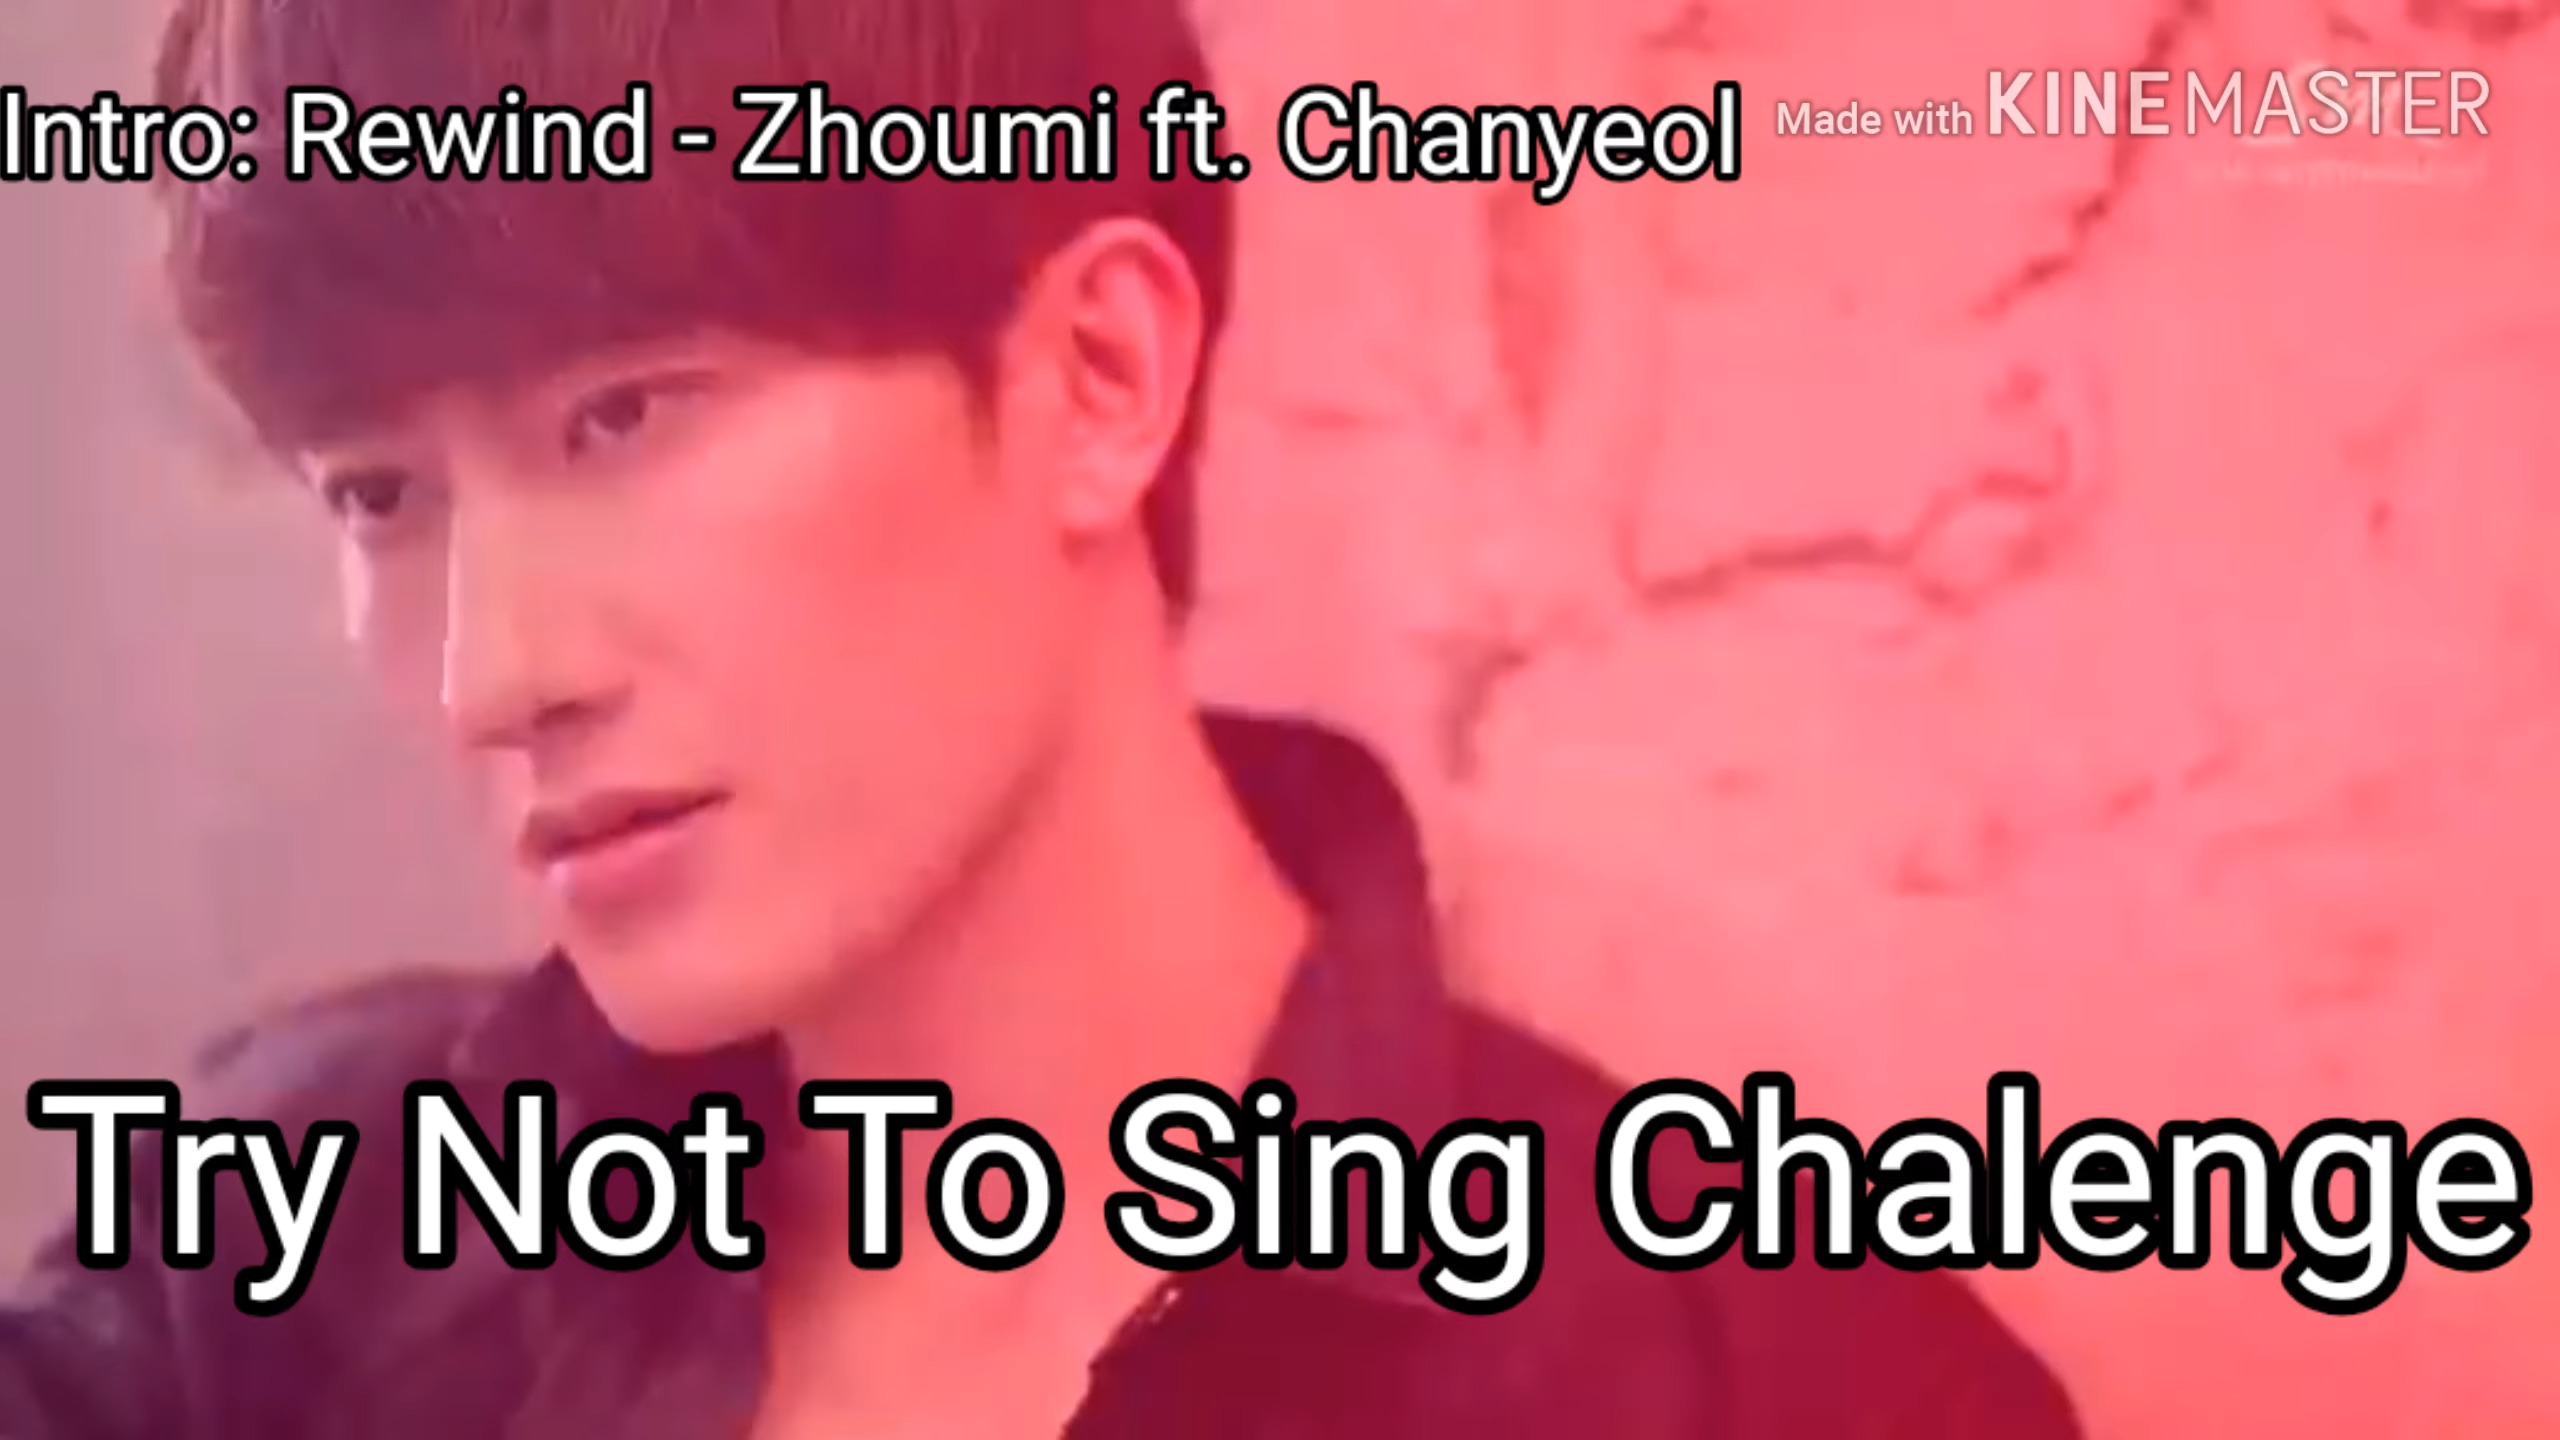 Intro: Rewind - Zhoumi ft. Chanyeol
Made with KINEMASTER
Try Not To Sing Chalenge